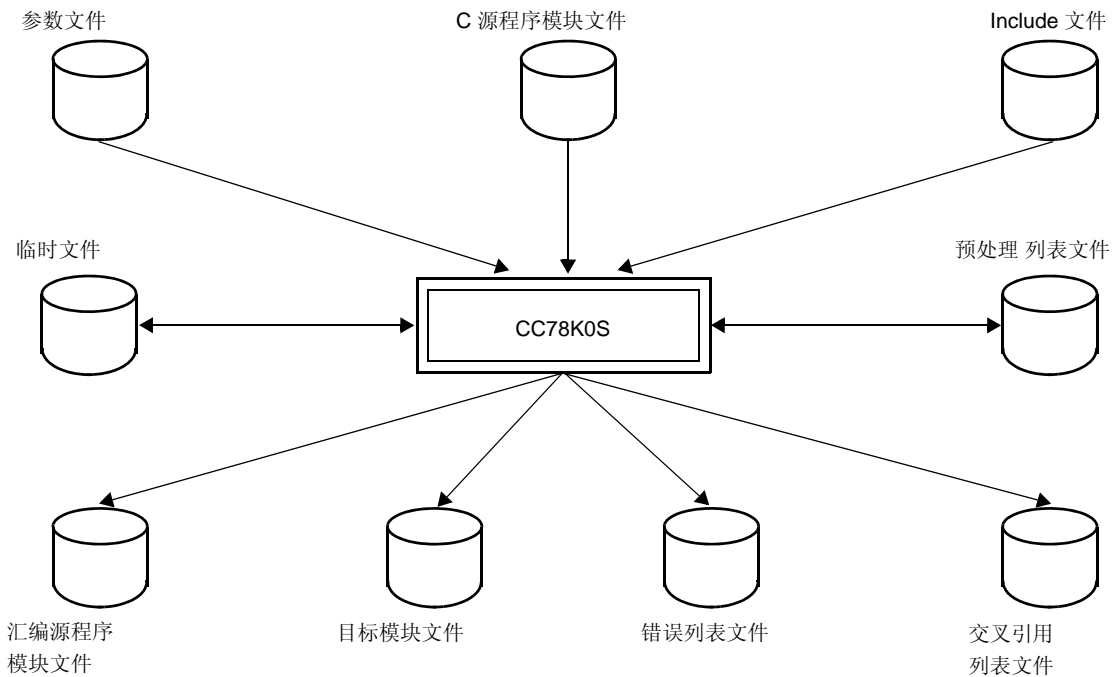 参数文件
C 源程序模块文件
Include 文件
临时文件
预处理 列表文件
CC78K0S
汇编源程序
模块文件
目标模块文件
错误列表文件
交叉引用
列表文件